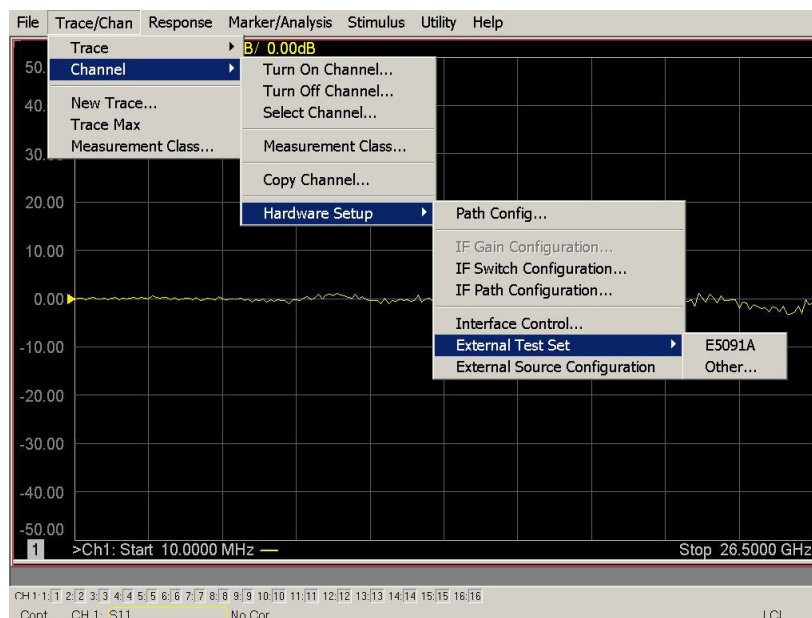 File Trace/Chan Response Marker/Analysis Stimulus Utility Help
B/ 0.00dB
Trace
Channel
New Trace...
Trace Max
Measurement Class...
Turn On Channel...
Turn Off Channel...
Select Channel...
Measurement Class...
Copy Channel...
Hardware Setup
Path Config...
IF Gain Configuration...
IF Switch Configuration...
IF Path Configuration...
Interface Control...
External Test Set
External Source Configuration
E5091A
Other...
50.
40.
30.
20.00
10.00
0.00
-10.00
-20.00
-30.00
-40.00
-50.00
1 >Ch1: Start 10.0000 MHz Stop 26.5000 GHz
CH 1 1:1 2:2 3:3 4:4 5:5 6:6 7:7 8:8 9:9 10:10 11:11 12:12 13:13 14:14 15:15 16:16
Cont. CH 1: S11 No Cor LCL